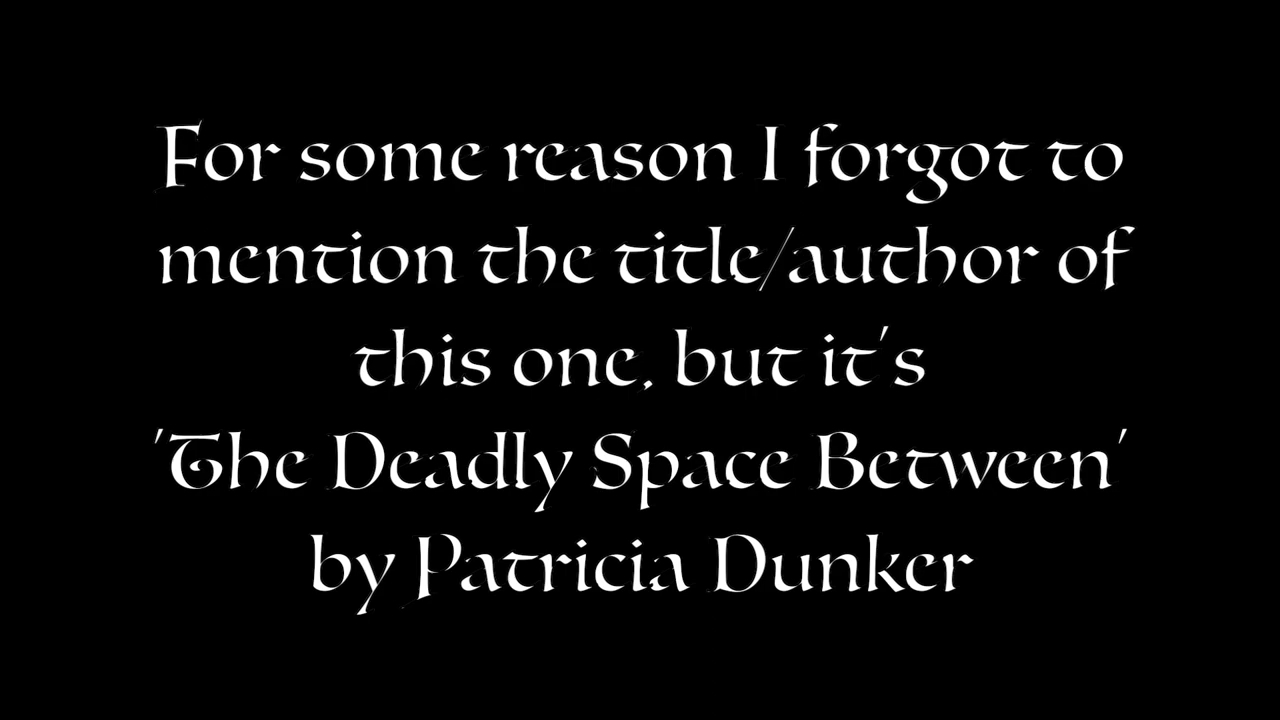 For some reason I forgot to
mention the title/author of
this one, but it's
'The Deadly Space Between'
by Patricia Dunker